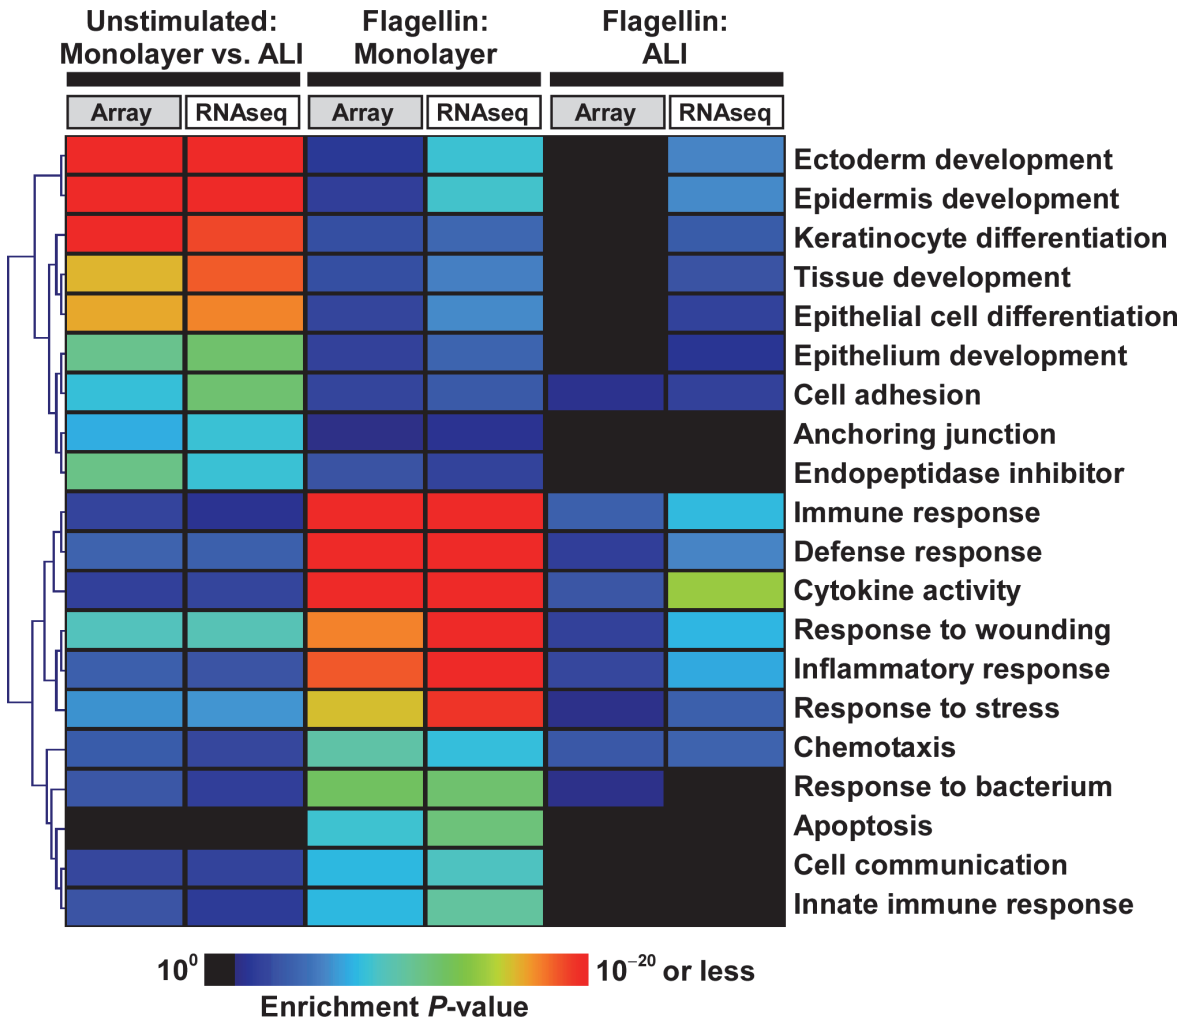 Unstimulated:
Monolayer vs. ALI
Flagellin:
Monolayer
Flagellin:
ALI
Array RNAseq Array RNAseq Array RNAseq
Ectoderm development
Epidermis development
Keratinocyte differentiation
Tissue development
Epithelial cell differentiation
Epithelium development
Cell adhesion
Anchoring junction
Endopeptidase inhibitor
Immune response
Defense response
Cytokine activity
Response to wounding
Inflammatory response
Response to stress
Chemotaxis
Response to bacterium
Apoptosis
Cell communication
Innate immune response
10⁰ 10⁻²⁰ or less
Enrichment P-value